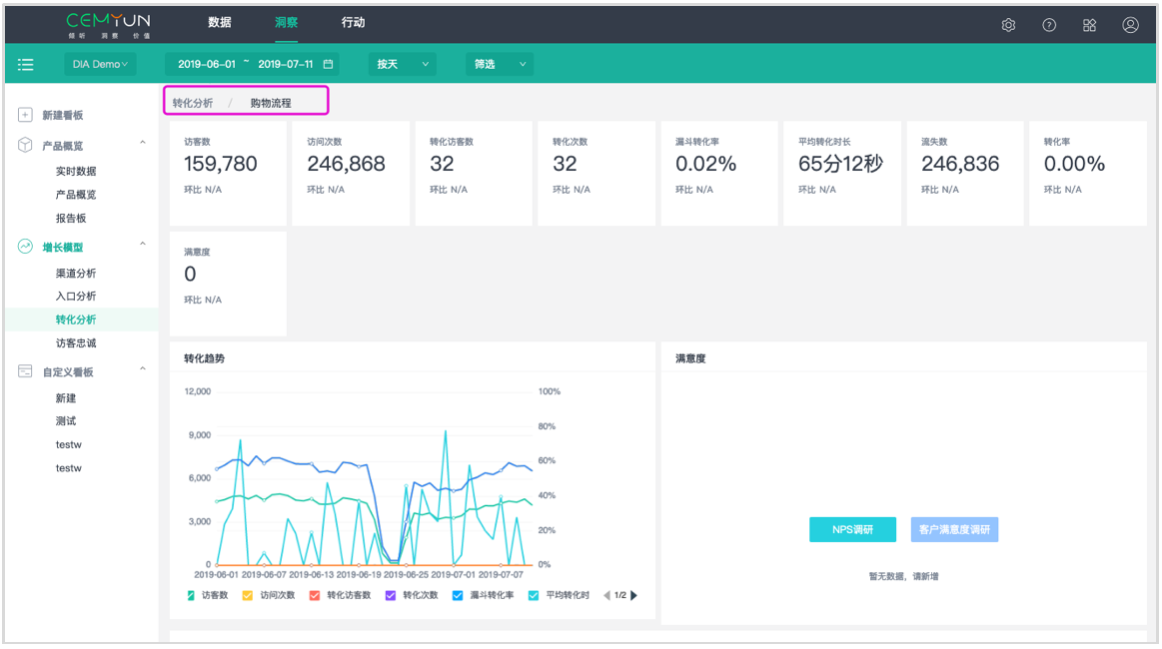 CEMYUN
倾听 洞察 价值
数据 洞察 行动
DIA Demo
2019-06-01 ~ 2019-07-11
按天
筛选
新建看板
产品概览
实时数据
产品概览
报告板
增长模型
渠道分析
入口分析
转化分析
访客忠诚
自定义看板
新建
测试
testw
testw
转化分析 / 购物流程
访客数
159,780
环比 N/A
访问次数
246,868
环比 N/A
转化访客数
32
环比 N/A
转化次数
32
环比 N/A
漏斗转化率
0.02%
环比 N/A
平均转化时长
65分12秒
环比 N/A
流失数
246,836
环比 N/A
转化率
0.00%
环比 N/A
满意度
0
环比 N/A
转化趋势
12,000
9,000
6,000
3,000
0
100%
80%
60%
40%
20%
0%
2019-06-01 2019-06-07 2019-06-13 2019-06-19 2019-06-25 2019-07-01 2019-07-07
访客数 访问次数 转化访客数 转化次数 漏斗转化率 平均转化时 1/2
满意度
NPS调研 客户满意度调研
暂无数据，请新增